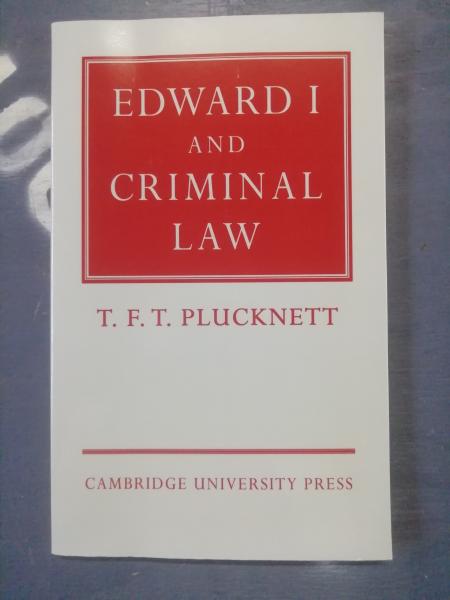 EDWARD I
AND
CRIMINAL
LAW
T. F. T. PLUCKNETT
CAMBRIDGE UNIVERSITY PRESS